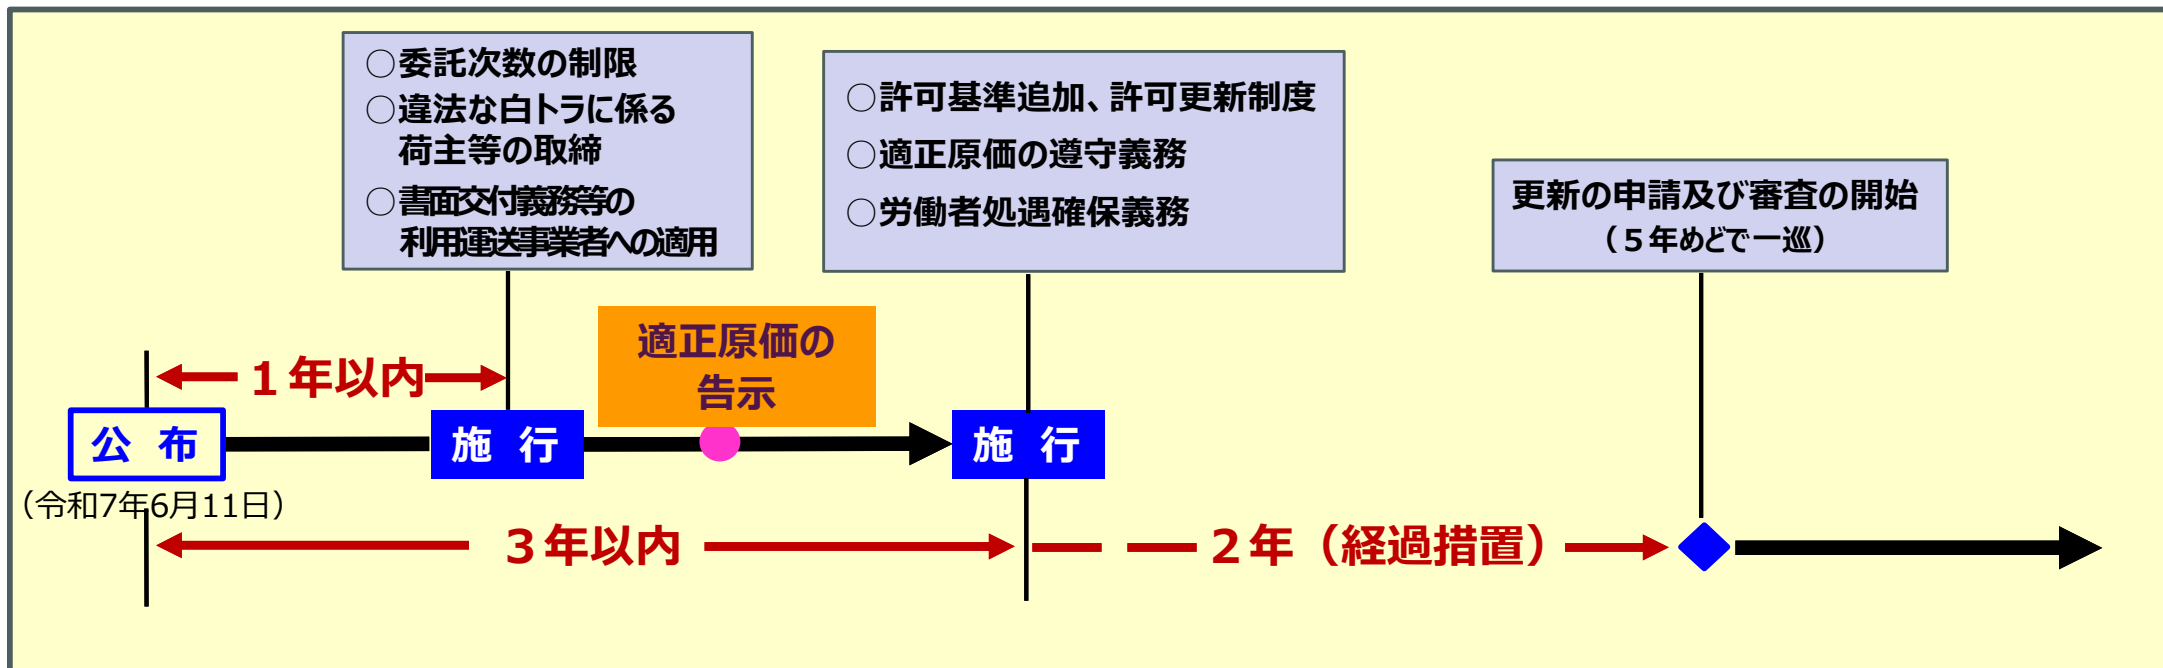 ○委託次数の制限
○違法な白トラに係る
荷主等の取締
○書面交付義務等の
利用運送事業者への適用
○許可基準追加、許可更新制度
○適正原価の遵守義務
○労働者処遇確保義務
更新の申請及び審査の開始
（５年めどで一巡）
適正原価の
告示
１年以内
公 布
施 行
施 行
（令和7年6月11日）
３年以内
２年（経過措置）